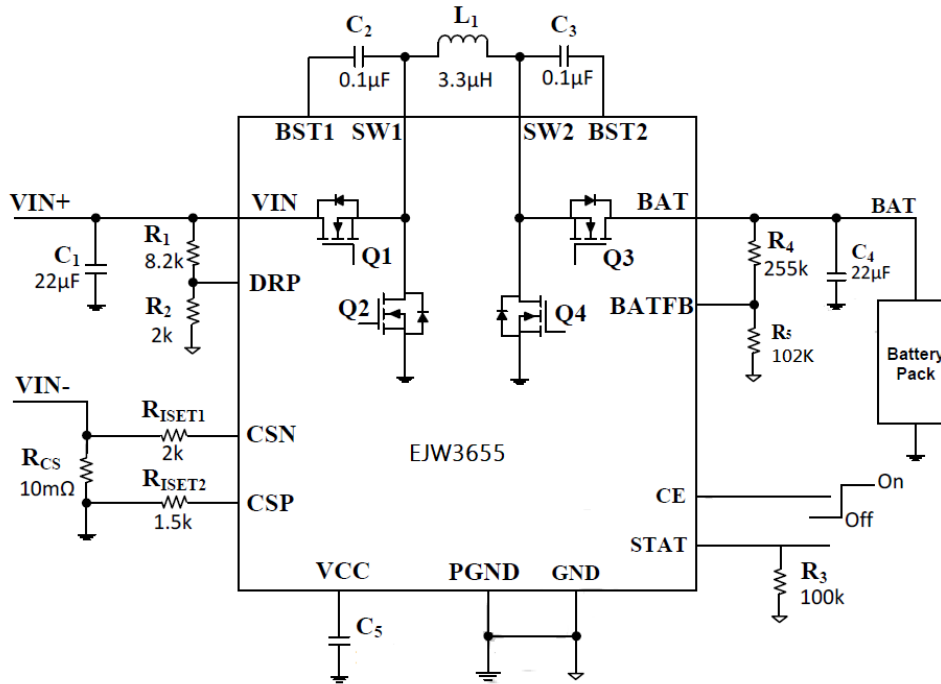 L1
C2
C3
0.1μF
3.3μH
0.1μF
BST1
SW1
SW2
BST2
VIN+
VIN
BAT
BAT
R1
8.2k
C1
22μF
Q1
Q3
R4
255k
C4
22μF
DRP
R2
2k
Q2
Q4
BATFB
R5
102K
Battery
Pack
VIN-
RISET1
CSN
2k
EJW3655
RCS
10mΩ
RISET2
CSP
1.5k
CE
On
Off
STAT
R3
100k
VCC
PGND
GND
C5